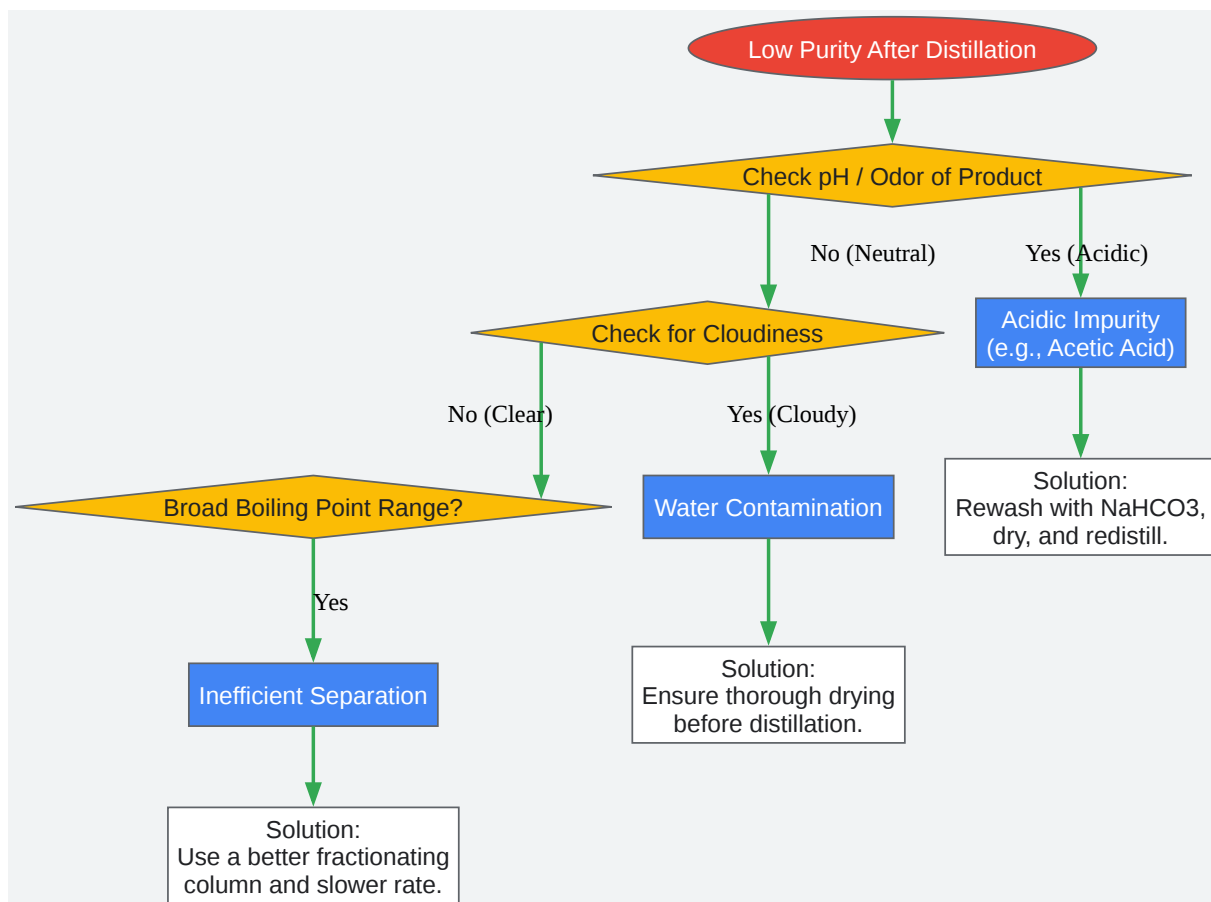 Low Purity After Distillation
Check pH / Odor of Product
No (Neutral)
Yes (Acidic)
Check for Cloudiness
Acidic Impurity
(e.g., Acetic Acid)
No (Clear)
Yes (Cloudy)
Broad Boiling Point Range?
Water Contamination
Solution:
Rewash with NaHCO3,
dry, and redistill.
Yes
Inefficient Separation
Solution:
Ensure thorough drying
before distillation.
Solution:
Use a better fractionating
column and slower rate.